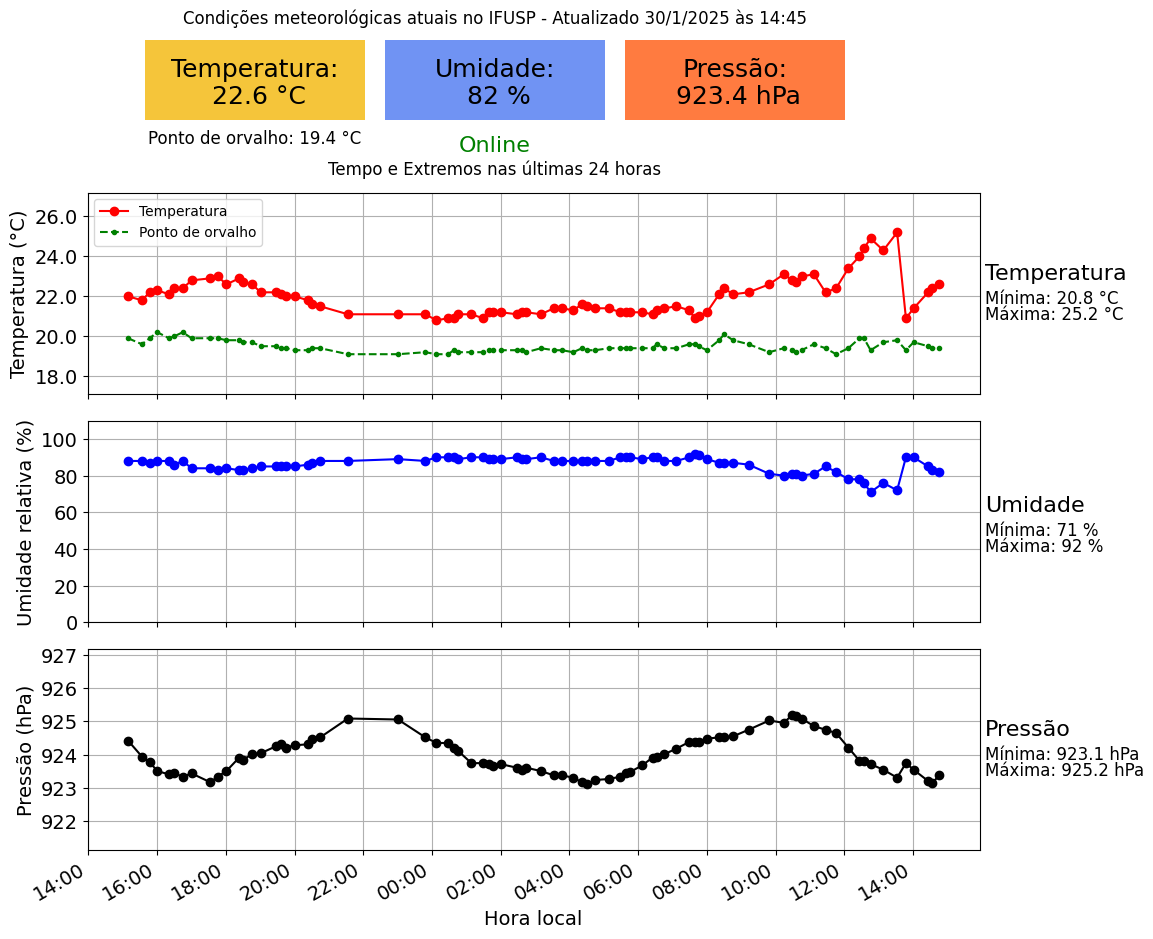 Condições meteorológicas atuais no IFUSP - Atualizado 30/1/2025 às 14:45
Temperatura:
22.6 °C
Umidade:
82 %
Pressão:
923.4 hPa
Ponto de orvalho: 19.4 °C
Online
Tempo e Extremos nas últimas 24 horas
Temperatura (°C)
26.0
24.0
22.0
20.0
18.0
Temperatura
Ponto de orvalho
Temperatura
Mínima: 20.8 °C
Máxima: 25.2 °C
Umidade relativa (%)
100
80
60
40
20
0
Umidade
Mínima: 71 %
Máxima: 92 %
Pressão (hPa)
927
926
925
924
923
922
Pressão
Mínima: 923.1 hPa
Máxima: 925.2 hPa
14:00
16:00
18:00
20:00
22:00
00:00
02:00
04:00
06:00
08:00
10:00
12:00
14:00
Hora local